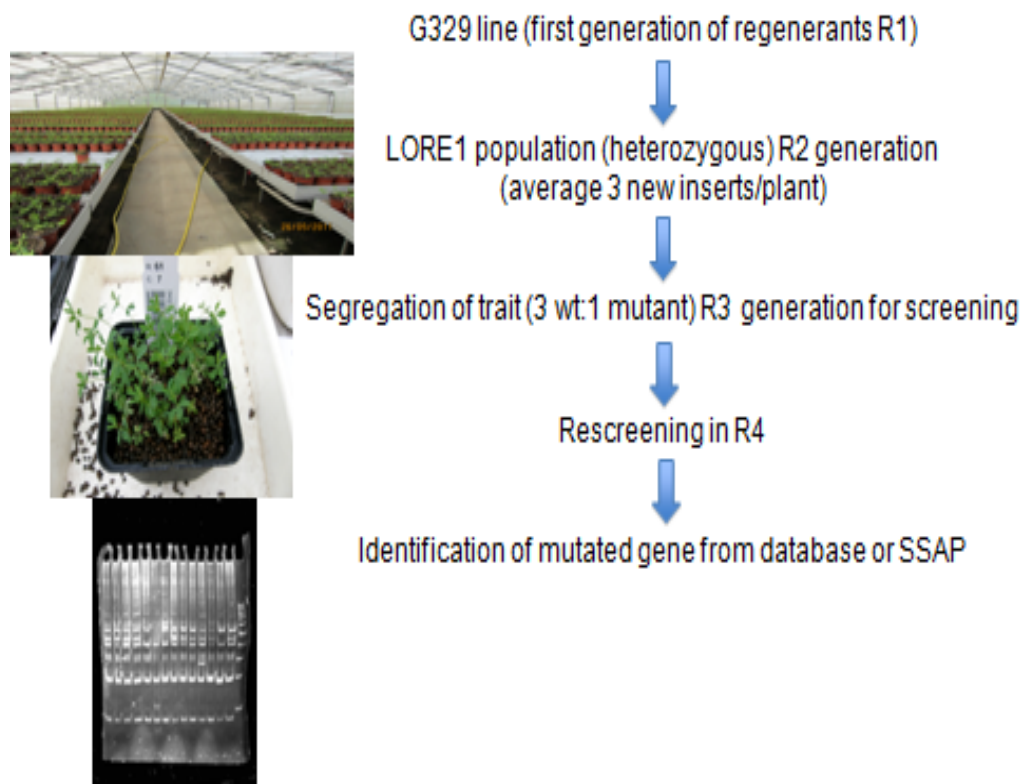 G329 line (first generation of regenerants R1)
LORE1 population (heterozygous) R2 generation
(average 3 new inserts/plant)
Segregation of trait (3 wt:1 mutant) R3 generation for screening
Rescreening in R4
Identification of mutated gene from database or SSAP